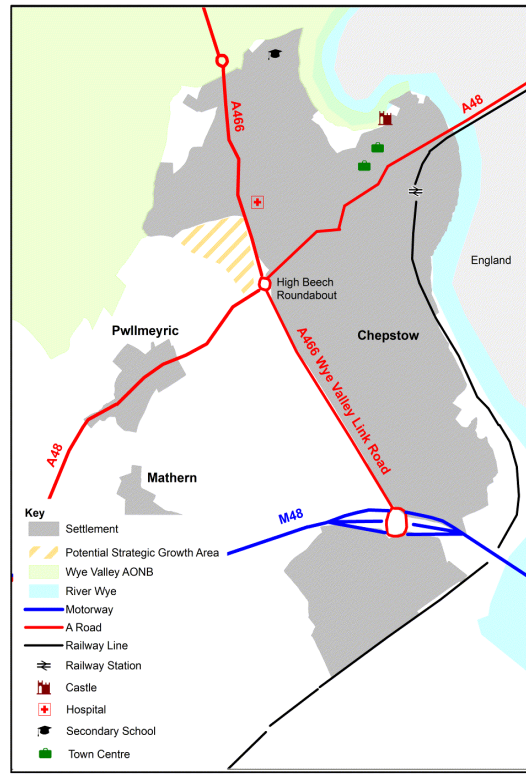 A466
A48
England
High Beech
Roundabout
Pwllmeyric
Chepstow
A466 Wye Valley Link Road
A48
Mathern
M48
Key
Settlement
Potential Strategic Growth Area
Wye Valley AONB
River Wye
Motorway
A Road
Railway Line
Railway Station
Castle
Hospital
Secondary School
Town Centre